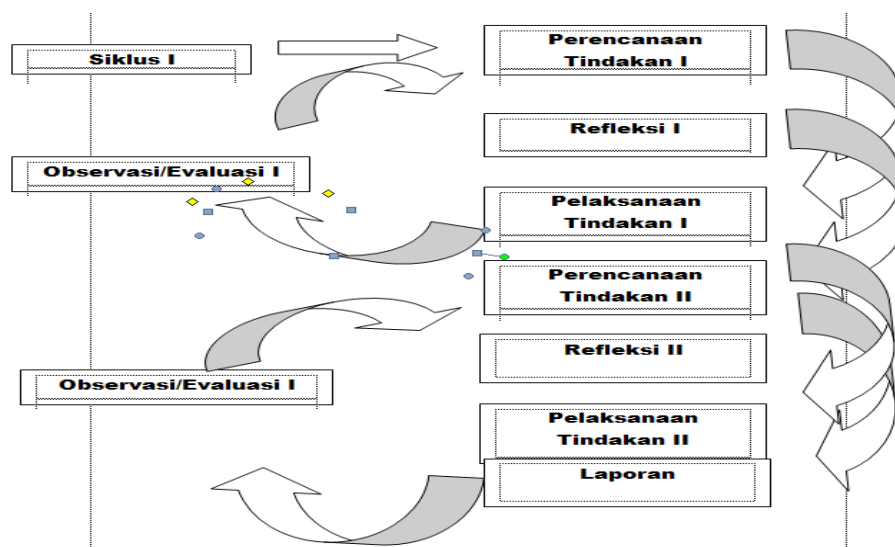 Siklus I
Perencanaan
Tindakan I
Refleksi I
Observasi/Evaluasi I
Pelaksanaan
Tindakan I
Perencanaan
Tindakan II
Refleksi II
Observasi/Evaluasi I
Pelaksanaan
Tindakan II
Laporan